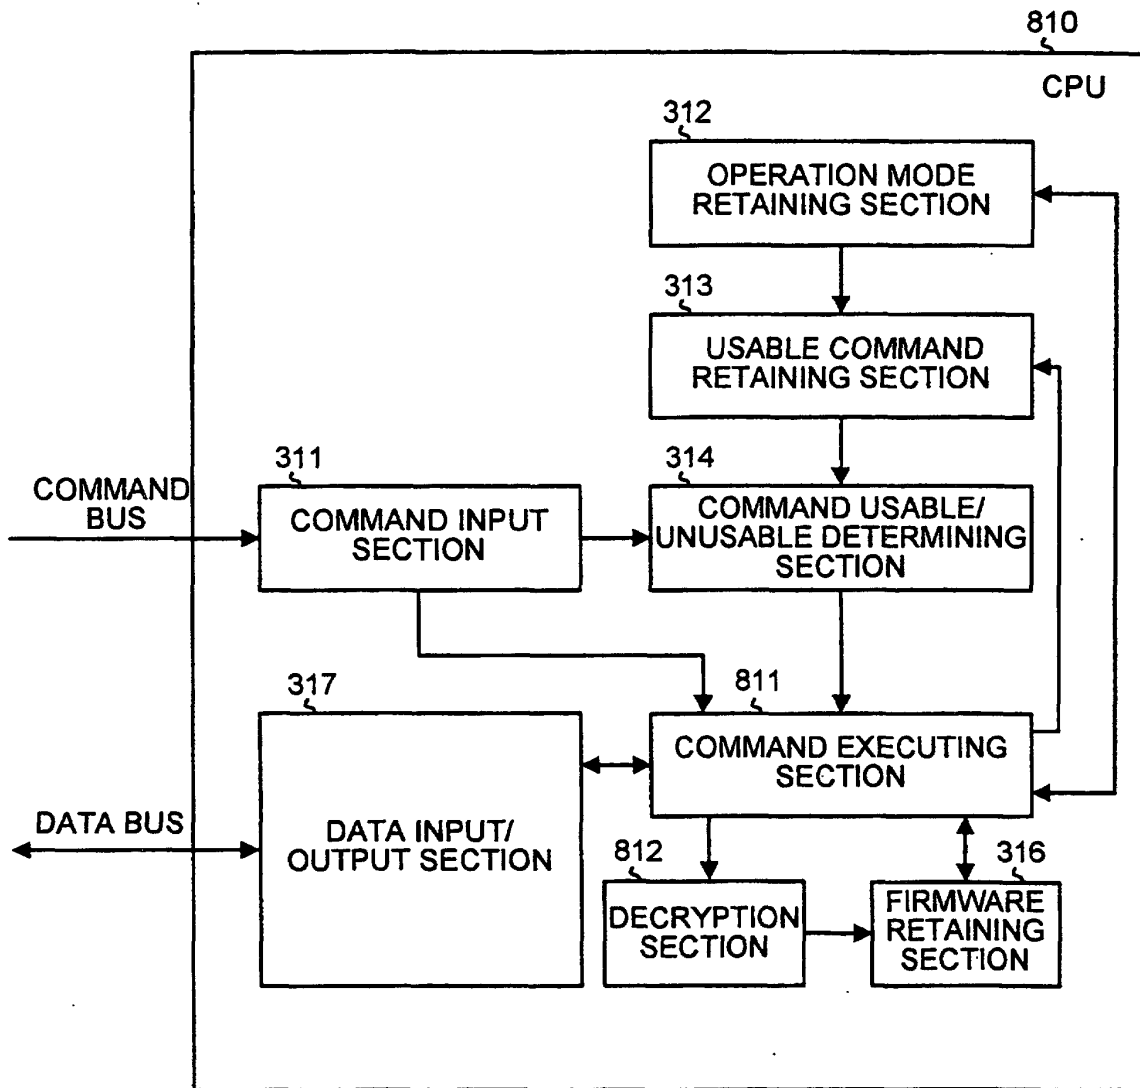 810
CPU
312
OPERATION MODE
RETAINING SECTION
313
USABLE COMMAND
RETAINING SECTION
311
314
COMMAND
BUS
COMMAND INPUT
SECTION
COMMAND USABLE/
UNUSABLE DETERMINING
SECTION
317
811
COMMAND EXECUTING
SECTION
DATA BUS
DATA INPUT/
OUTPUT SECTION
812
316
DECRYPTION
SECTION
FIRMWARE
RETAINING
SECTION